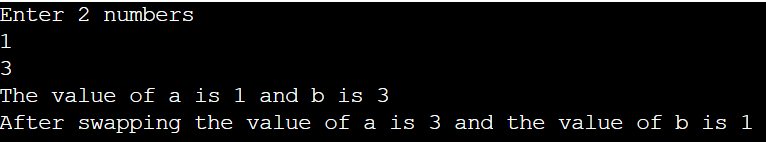 Enter 2 numbers
1
3
The value of a is 1 and b is 3
After swapping the value of a is 3 and the value of b is 1